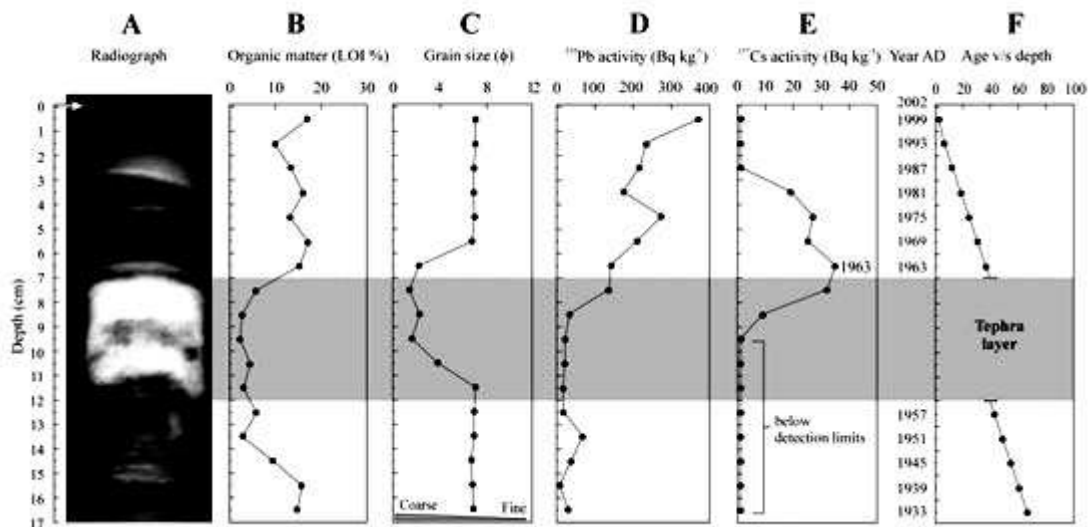 A B C D E F
Radiograph Organic matter (LOI %) Grain size (ϕ) ²¹⁰Pb activity (Bq kg⁻¹) ¹³⁷Cs activity (Bq kg⁻¹) Year AD Age v/s depth
0 10 20 30 0 4 8 12 0 100 200 300 400 0 10 20 30 40 50 2002 0 20 40 60 80 100
0
1 1999
2 1993
3 1987
4 1981
5 1975
6 1969
7 1963 1963
8
9 Tephra
10 layer
11
12
13 below 1957
14 detection limits 1951
15 1945
16 1939
17 Coarse Fine 1933
Depth (cm)